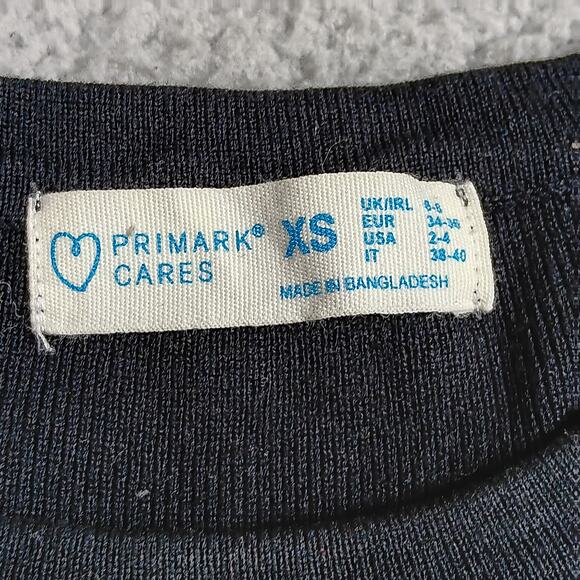 PRIMARK®
CARES
XS
UK/IRL 6-8
EUR 34-36
USA 2-4
IT 38-40
MADE IN BANGLADESH